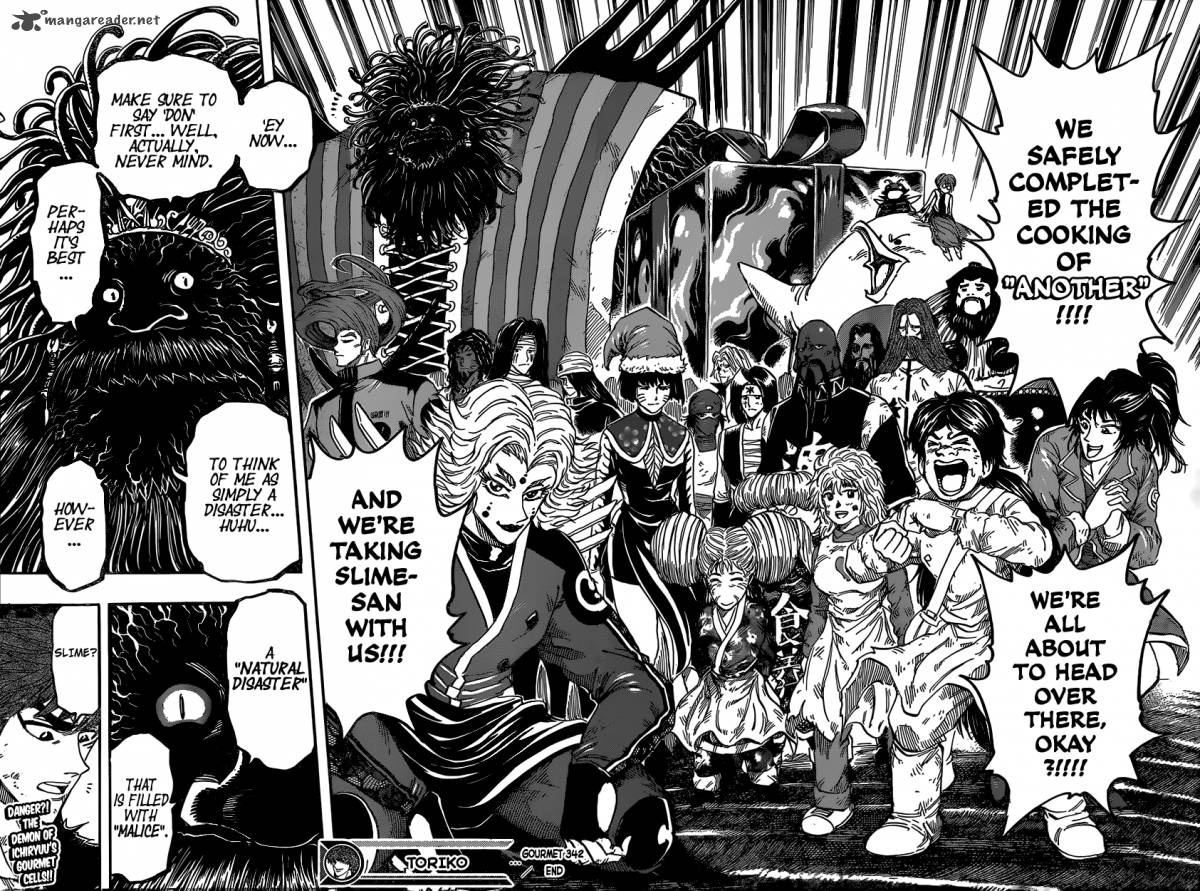 mangareader.net
WE
SAFELY
COMPLET-
ED THE
COOKING
OF
"ANOTHER"
!!!!
WE'RE
ALL
ABOUT
TO HEAD
OVER
THERE,
OKAY
?!!!!!
AND
WE'RE
TAKING
SLIME-
SAN
WITH
US!!!
食
'EY
NOW...
MAKE SURE TO
SAY 'DON'
FIRST... WELL,
ACTUALLY,
NEVER MIND.
PER-
HAPS
IT'S
BEST
...
TO THINK
OF ME AS
SIMPLY A
DISASTER...
HUHU...
HOW-
EVER
...
A
"NATURAL
DISASTER"
THAT
IS FILLED
WITH
"MALICE".
SLIME?
DANGER?!
THE
DEMON OF
ICHIRYUU'S
GOURMET
CELLS!!
TORIKO
... GOURMET 342
END